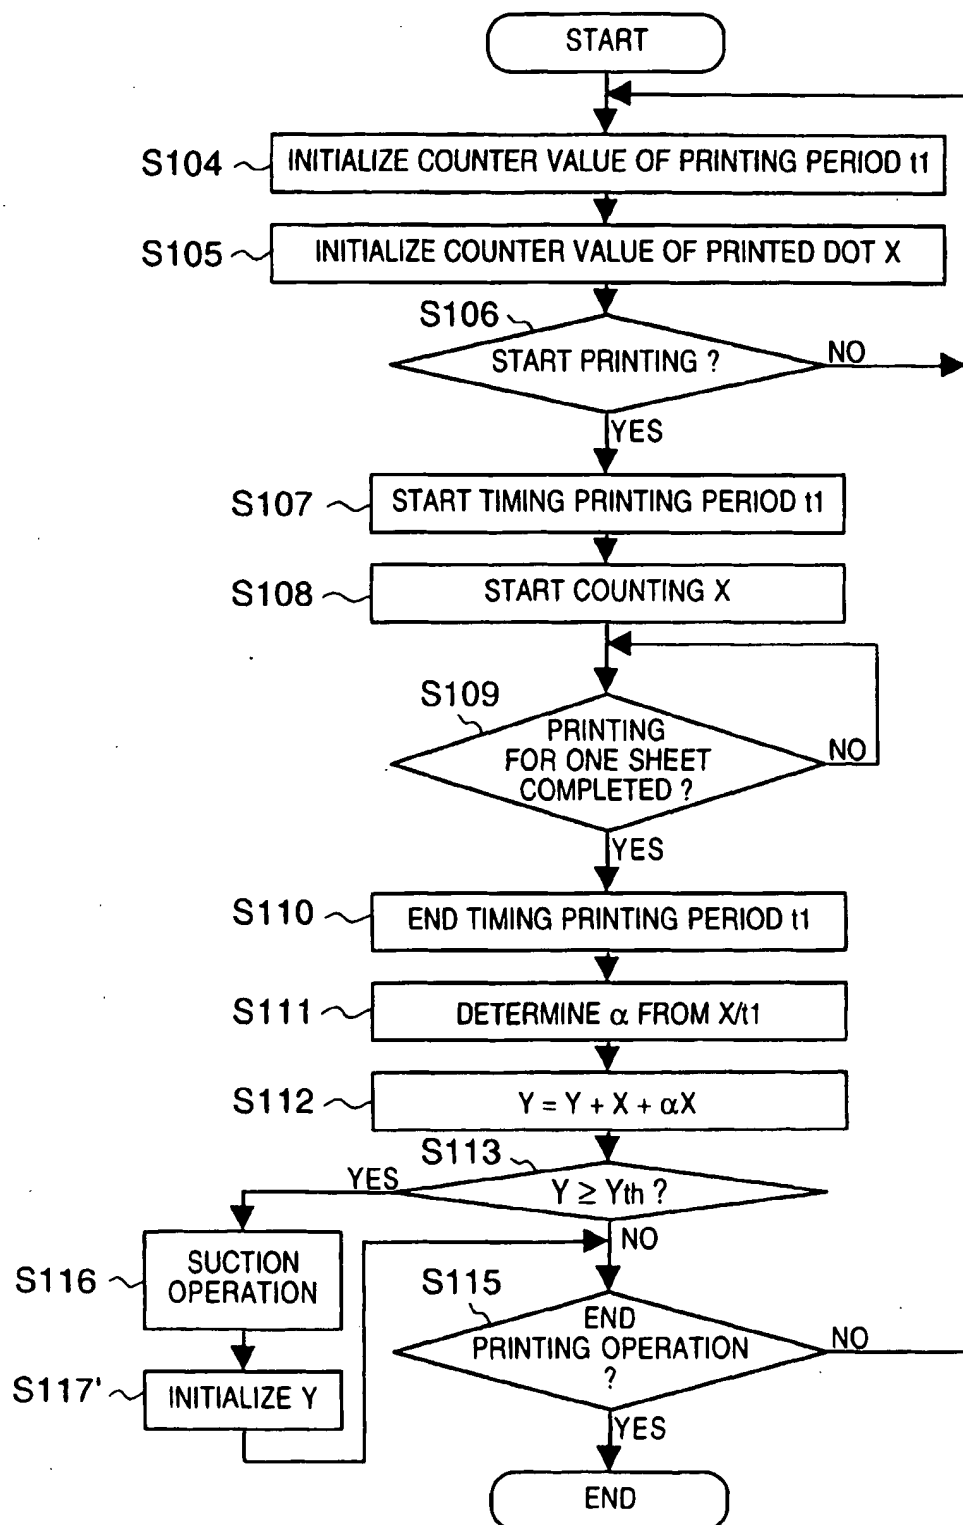 START
S104
INITIALIZE COUNTER VALUE OF PRINTING PERIOD t1
S105
INITIALIZE COUNTER VALUE OF PRINTED DOT X
S106
START PRINTING ?
NO
YES
S107
START TIMING PRINTING PERIOD t1
S108
START COUNTING X
S109
PRINTING
FOR ONE SHEET
COMPLETED ?
NO
YES
S110
END TIMING PRINTING PERIOD t1
S111
DETERMINE α FROM X/t1
S112
Y = Y + X + αX
S113
YES
Y ≥ Yth ?
NO
S116
SUCTION
OPERATION
S115
END
PRINTING OPERATION
?
NO
S117'
INITIALIZE Y
YES
END